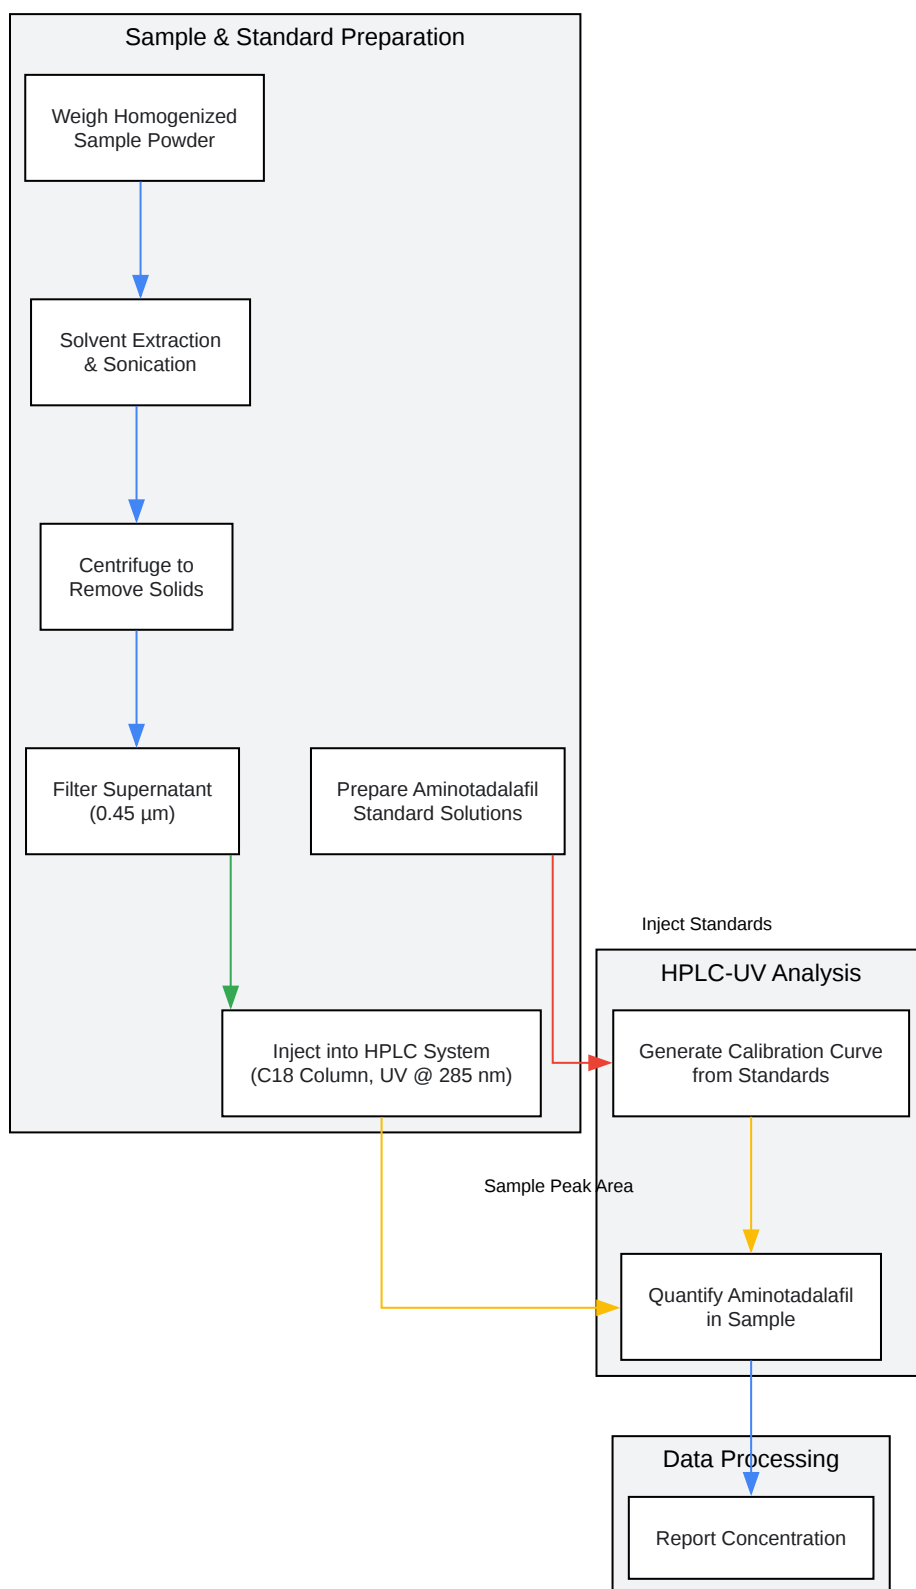 Sample & Standard Preparation
Weigh Homogenized
Sample Powder
Solvent Extraction
& Sonication
Centrifuge to
Remove Solids
Filter Supernatant
(0.45 µm)
Prepare Aminotadalafil
Standard Solutions
Inject Standards
HPLC-UV Analysis
Inject into HPLC System
(C18 Column, UV @ 285 nm)
Generate Calibration Curve
from Standards
Sample Peak Area
Quantify Aminotadalafil
in Sample
Data Processing
Report Concentration